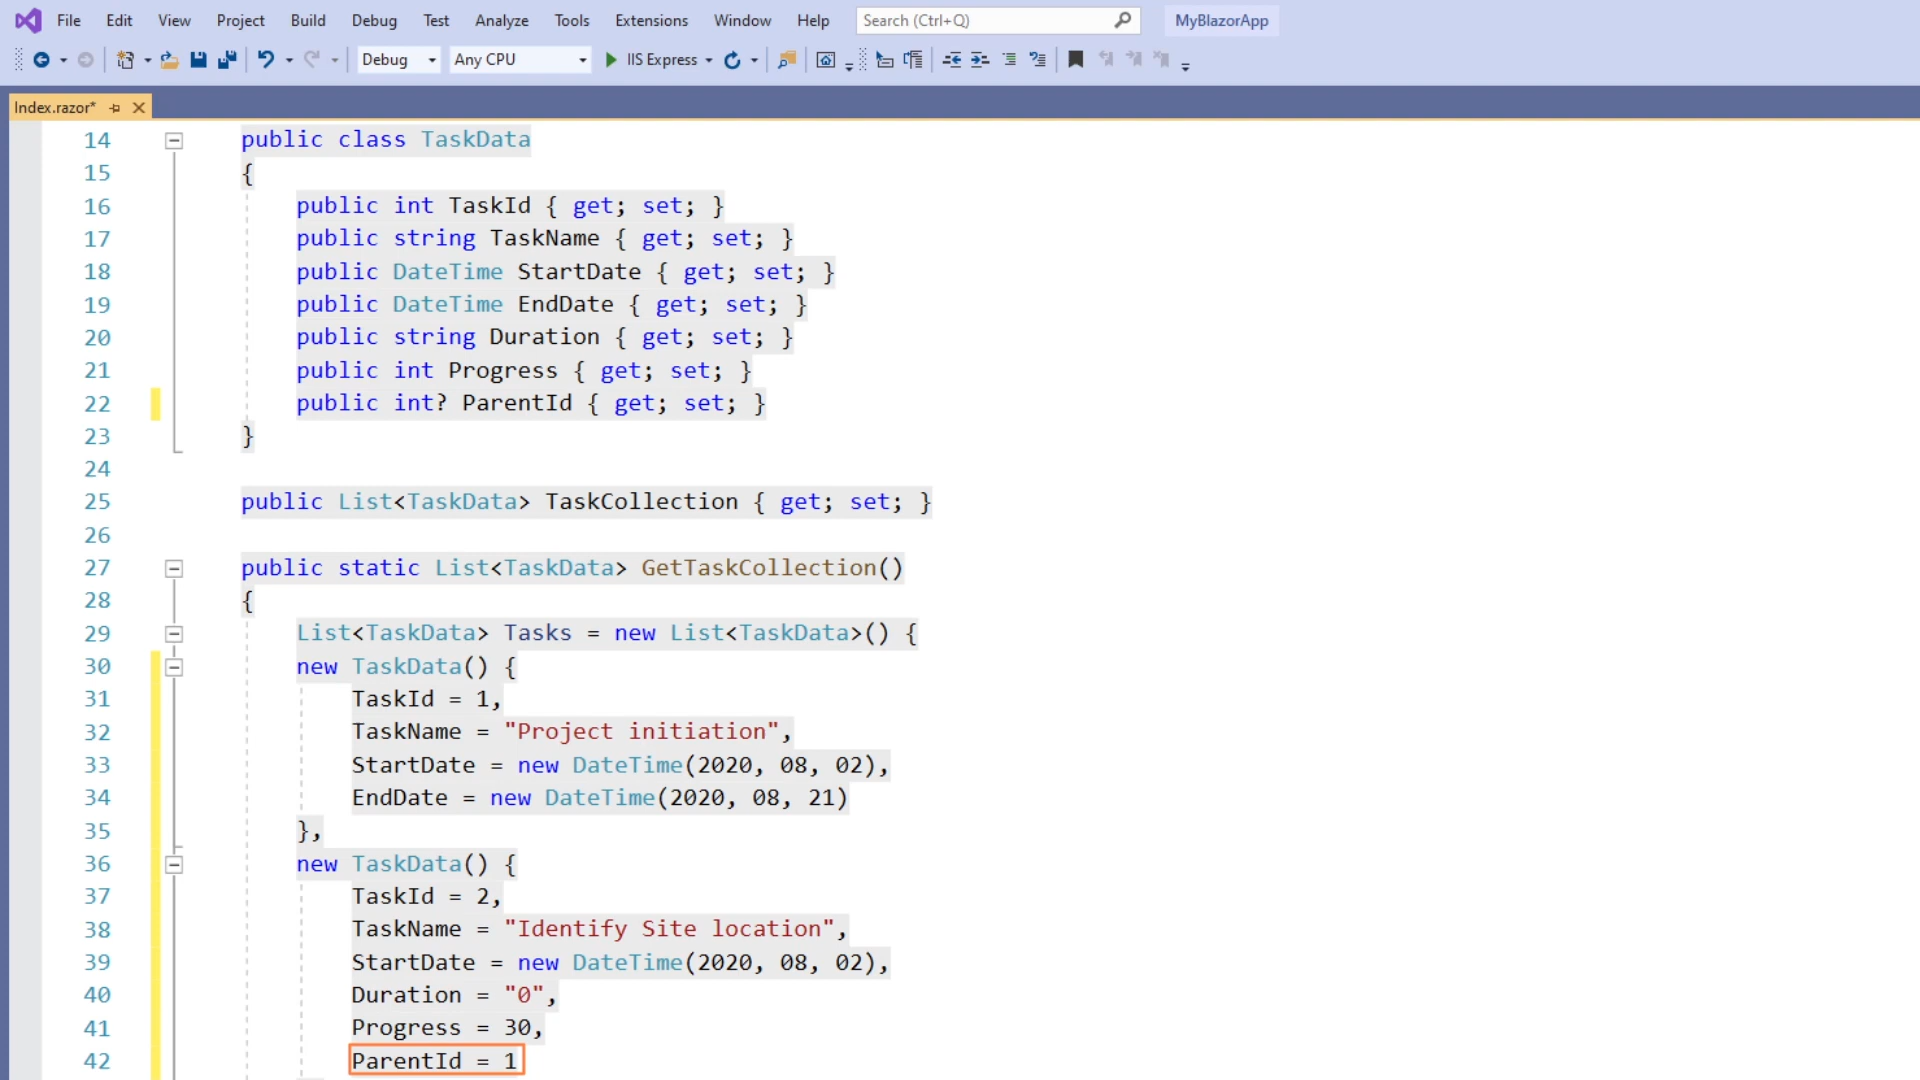 File Edit View Project Build Debug Test Analyze Tools Extensions Window Help Search (Ctrl+Q) MyBlazorApp
Debug Any CPU IIS Express
Index.razor*
14 public class TaskData
15 {
16 public int TaskId { get; set; }
17 public string TaskName { get; set; }
18 public DateTime StartDate { get; set; }
19 public DateTime EndDate { get; set; }
20 public string Duration { get; set; }
21 public int Progress { get; set; }
22 public int? ParentId { get; set; }
23 }
24
25 public List<TaskData> TaskCollection { get; set; }
26
27 public static List<TaskData> GetTaskCollection()
28 {
29 List<TaskData> Tasks = new List<TaskData>() {
30 new TaskData() {
31 TaskId = 1,
32 TaskName = "Project initiation",
33 StartDate = new DateTime(2020, 08, 02),
34 EndDate = new DateTime(2020, 08, 21)
35 },
36 new TaskData() {
37 TaskId = 2,
38 TaskName = "Identify Site location",
39 StartDate = new DateTime(2020, 08, 02),
40 Duration = "0",
41 Progress = 30,
42 ParentId = 1